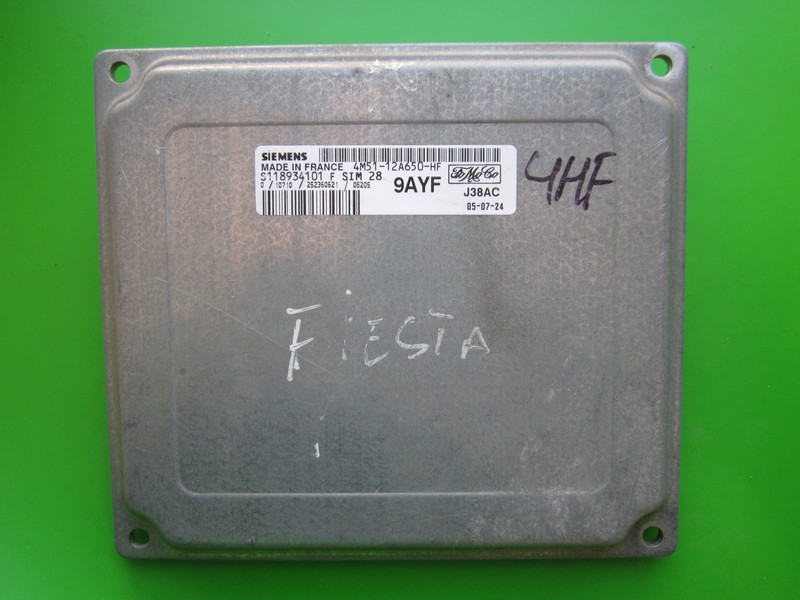 SIEMENS
MADE IN FRANCE 4M51-12A650-HF
S118934101 F SIM 28
0 / 10710 / 252360621 / 05205
9AYF
FoMoCo
J38AC
05-07-24
4HF
FIESTA